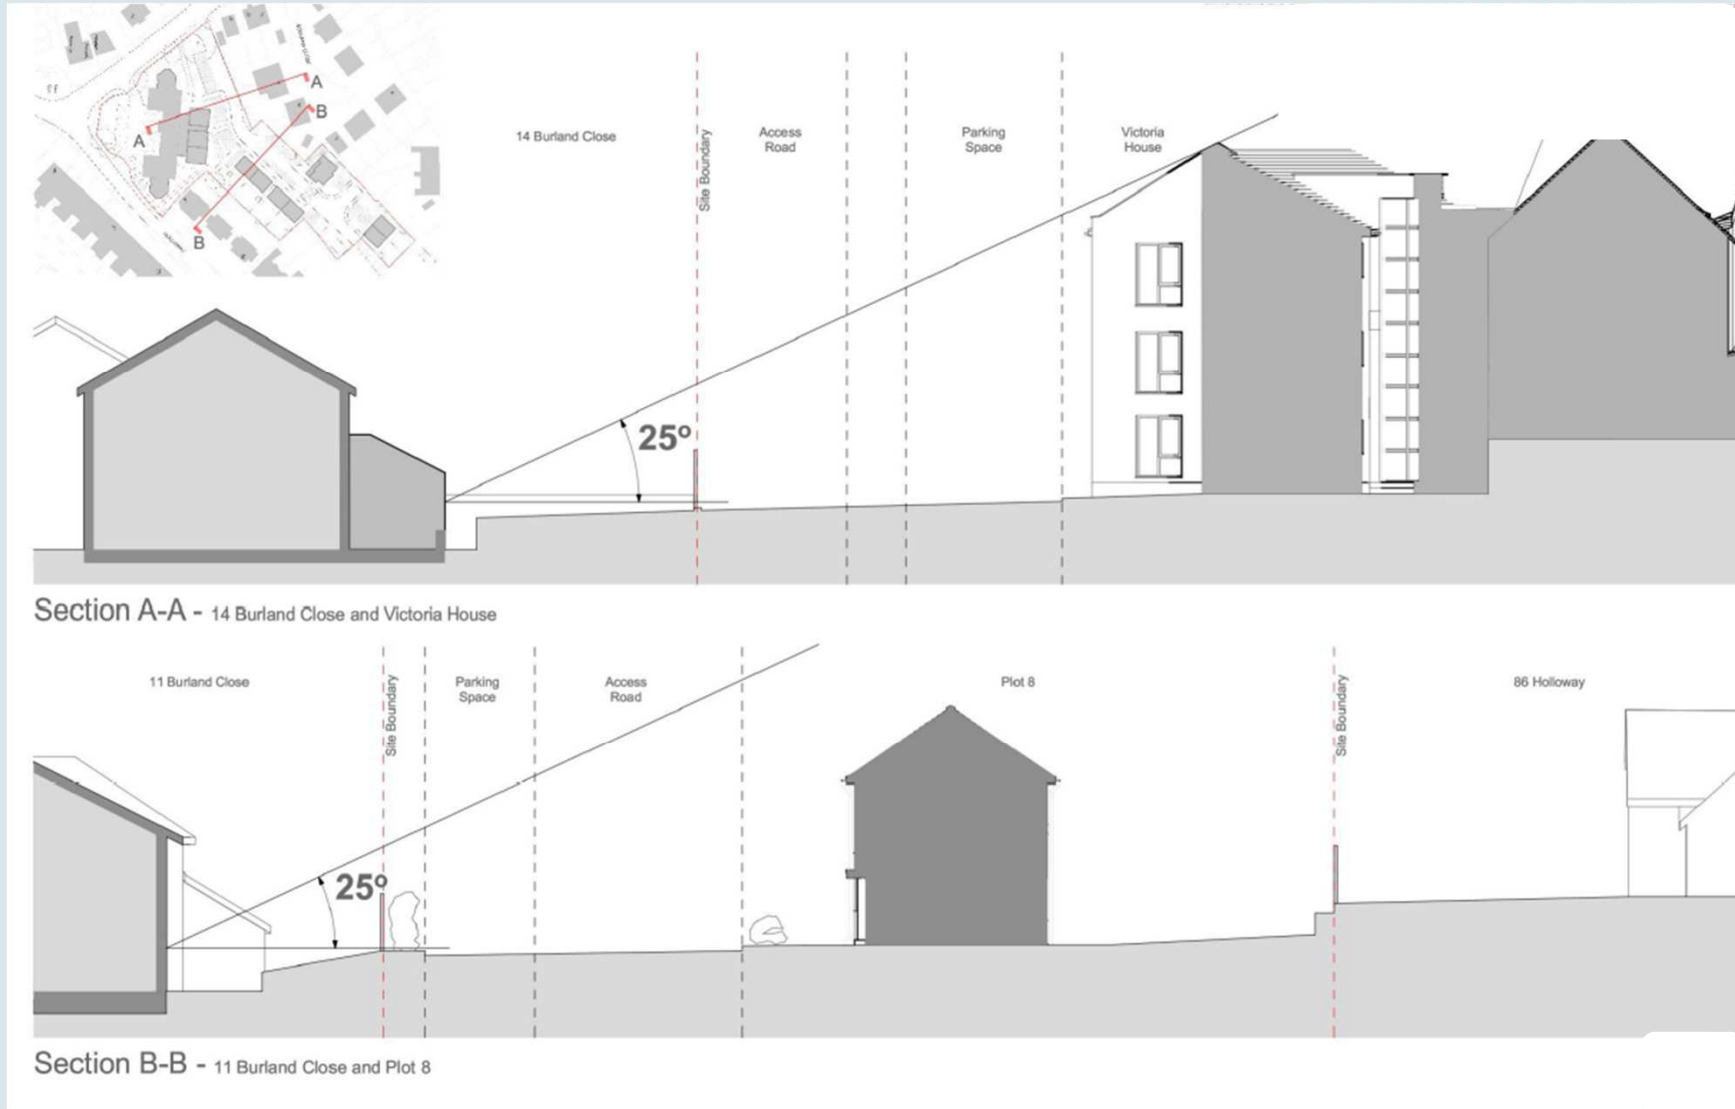 A
B
A
B
14 Burland Close
Site Boundary
Access
Road
Parking
Space
Victoria
House
25º
Section A-A - 14 Burland Close and Victoria House
11 Burland Close
Site Boundary
Parking
Space
Access
Road
Plot 8
Site Boundary
86 Holloway
25º
Section B-B - 11 Burland Close and Plot 8